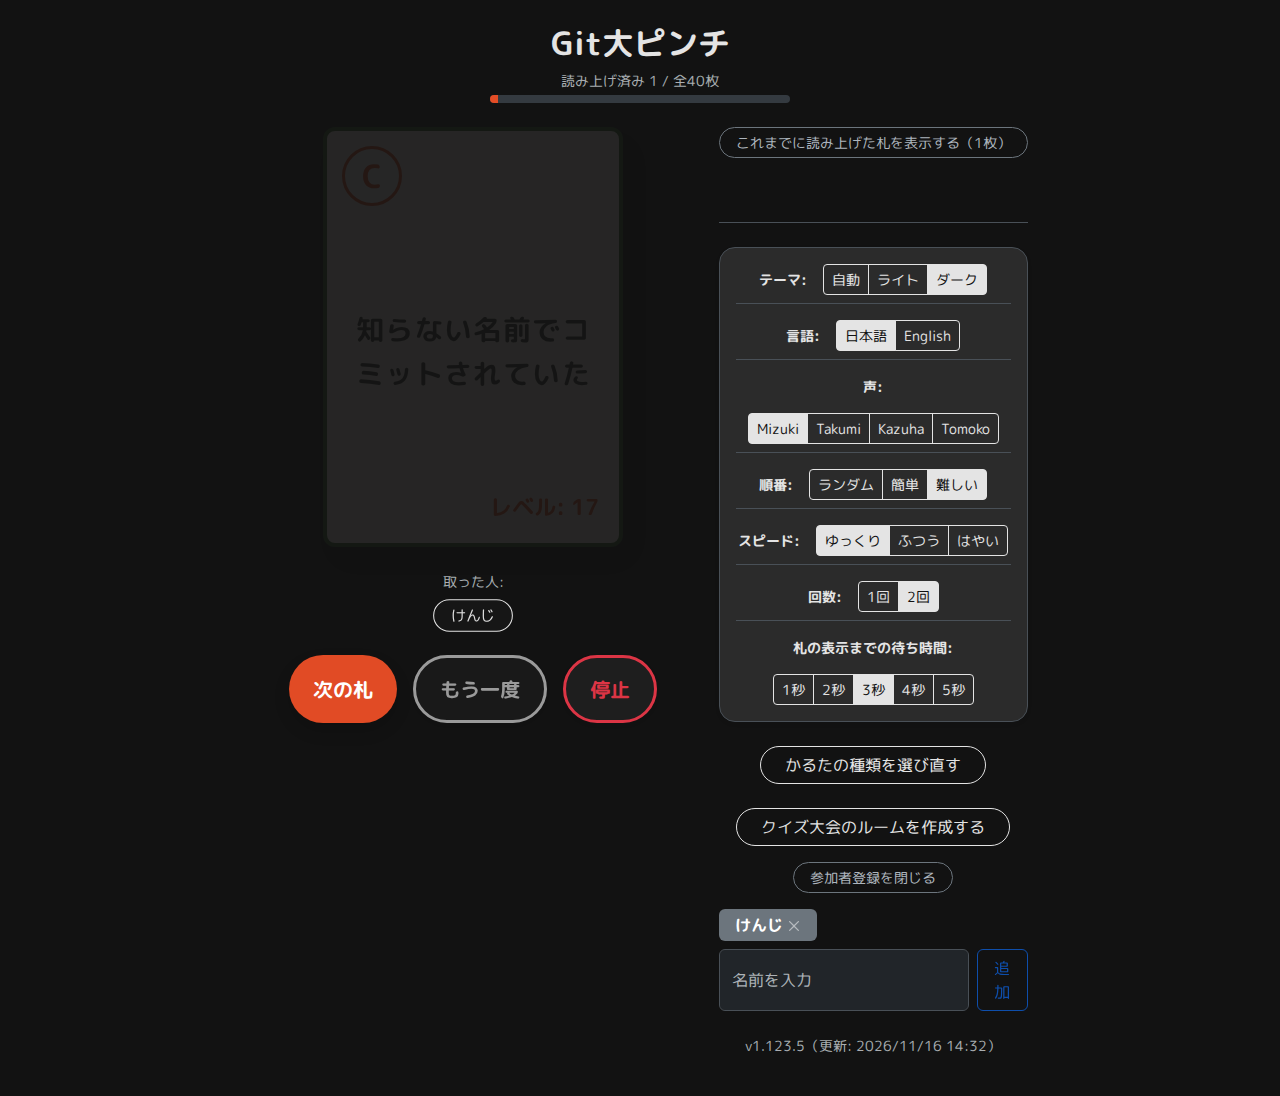 Git大ピンチ
読み上げ済み 1 / 全40枚
C
知らない名前でコ
ミットされていた
レベル: 17
取った人:
けんじ
次の札
もう一度
停止
これまでに読み上げた札を表示する（1枚）
テーマ: 自動 ライト ダーク
言語: 日本語 English
声:
Mizuki Takumi Kazuha Tomoko
順番: ランダム 簡単 難しい
スピード: ゆっくり ふつう はやい
回数: 1回 2回
札の表示までの待ち時間:
1秒 2秒 3秒 4秒 5秒
かるたの種類を選び直す
クイズ大会のルームを作成する
参加者登録を閉じる
けんじ ×
名前を入力
追
加
v1.123.5（更新: 2026/11/16 14:32）